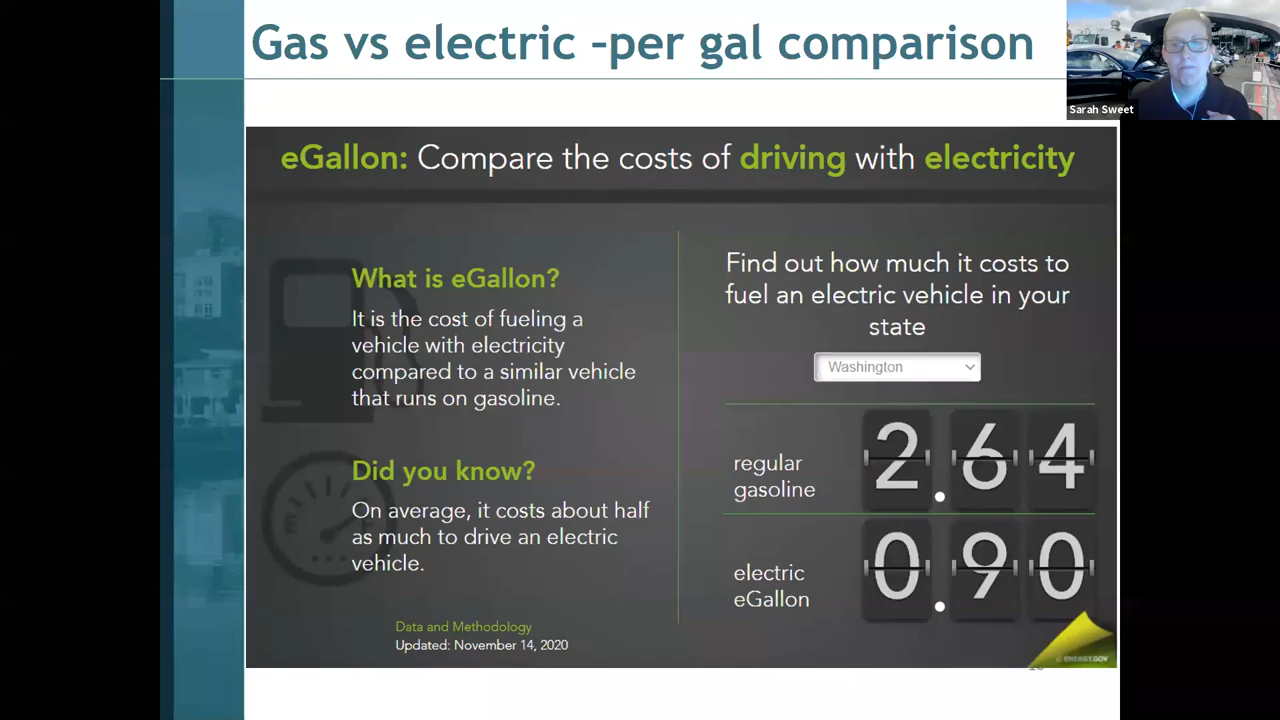 Gas vs electric -per gal comparison
Sarah Sweet
eGallon: Compare the costs of driving with electricity
What is eGallon?
It is the cost of fueling a
vehicle with electricity
compared to a similar vehicle
that runs on gasoline.
Did you know?
On average, it costs about half
as much to drive an electric
vehicle.
Data and Methodology
Updated: November 14, 2020
Find out how much it costs to
fuel an electric vehicle in your
state
Washington
regular
gasoline
2.64
electric
eGallon
0.90
ENERGY.GOV